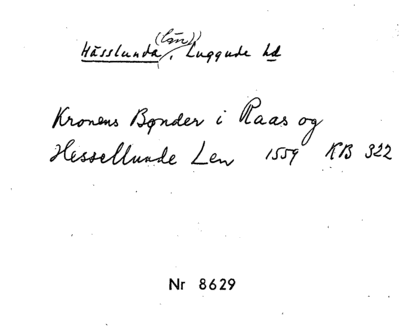 (län)
Hässlunda, Luggude hd
Kronens Bønder i Raas og
Hessellunde Len 1559 KB 322
Nr 8629